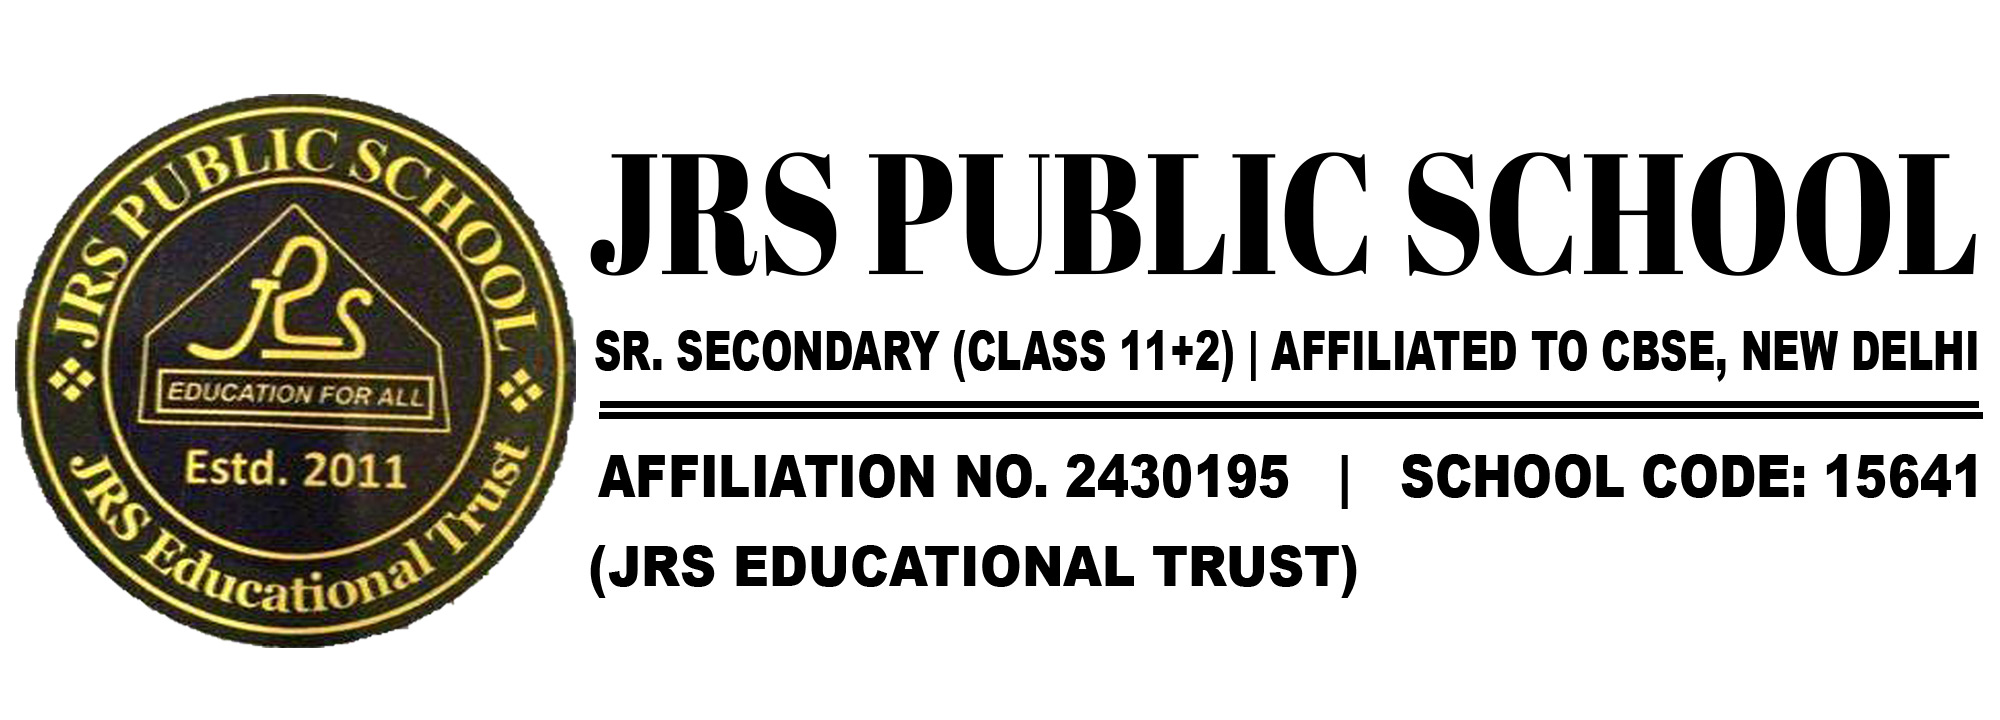 JRS PUBLIC SCHOOL
JRS
EDUCATION FOR ALL
Estd. 2011
JRS Educational Trust
JRS PUBLIC SCHOOL
SR. SECONDARY (CLASS 11+2) | AFFILIATED TO CBSE, NEW DELHI
AFFILIATION NO. 2430195 | SCHOOL CODE: 15641
(JRS EDUCATIONAL TRUST)